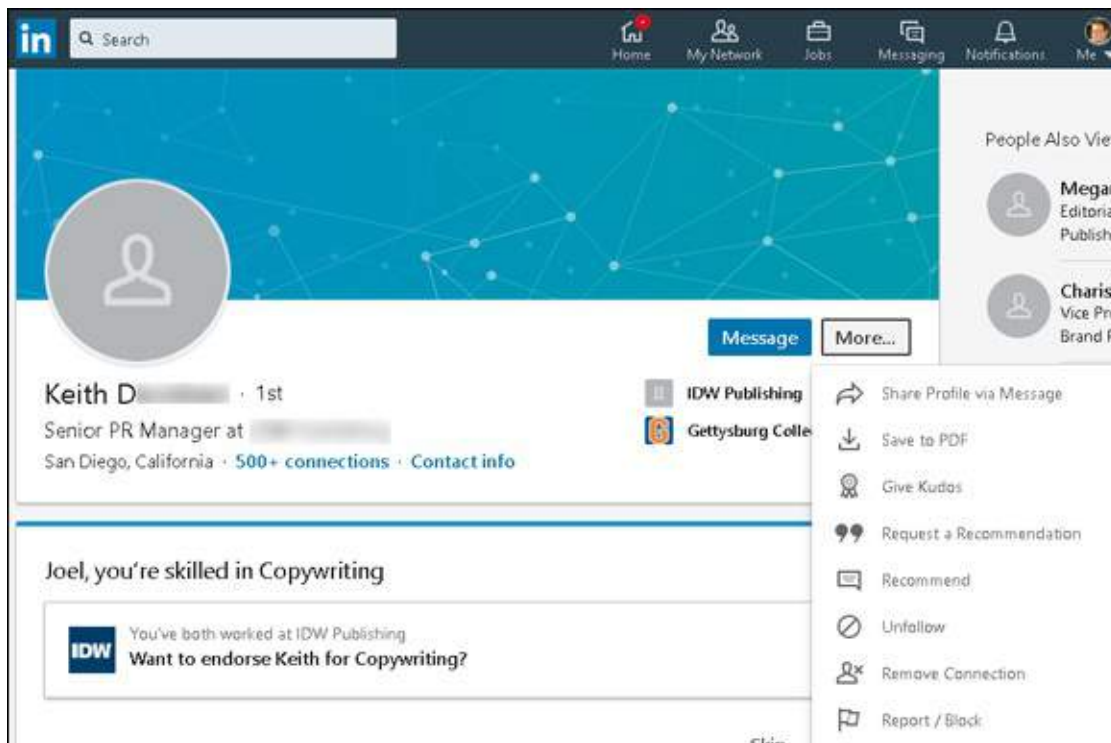 in
Search
Home
My Network
Jobs
Messaging
Notifications
Me
People Also Vie
Megan
Editoria
Publish
Charis
Vice Pr
Brand
Message
More...
Keith D · 1st
Senior PR Manager at
San Diego, California · 500+ connections · Contact info
IDW Publishing
Gettysburg Colle
Share Profile via Message
Save to PDF
Give Kudos
Request a Recommendation
Recommend
Unfollow
Remove Connection
Report / Block
Joel, you're skilled in Copywriting
IDW
You've both worked at IDW Publishing
Want to endorse Keith for Copywriting?
Skip